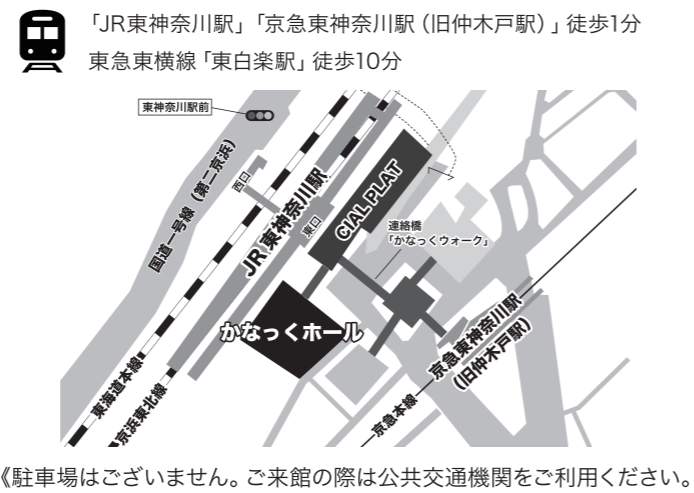 「JR東神奈川駅」「京急東神奈川駅（旧仲木戸駅）」徒歩1分
東急東横線「東白楽駅」徒歩10分
東神奈川駅前
国道一号線（第二京浜）
西口
JR東神奈川駅
東口
CIAL PLAT
連絡橋
「かなっくウォーク」
かなっくホール
京急東神奈川駅
（旧仲木戸駅）
東海道本線
京浜東北線
京急本線
《駐車場はございません。ご来館の際は公共交通機関をご利用ください。